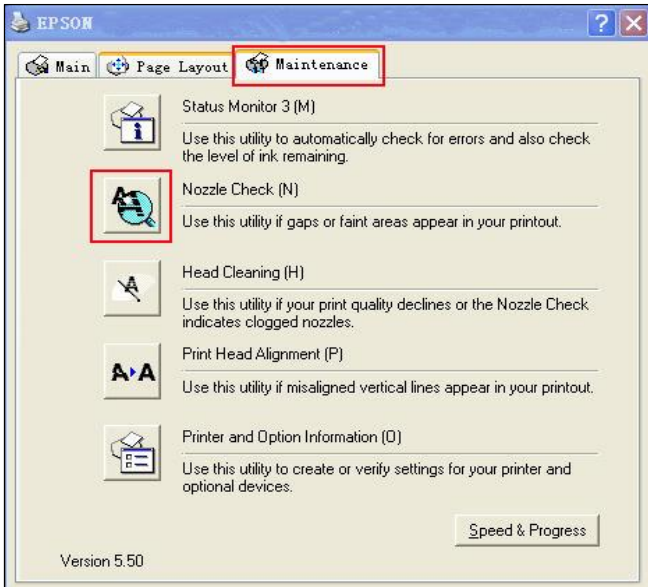 EPSON
Main Page Layout Maintenance
Status Monitor 3 (M)
Use this utility to automatically check for errors and also check
the level of ink remaining.
Nozzle Check (N)
Use this utility if gaps or faint areas appear in your printout.
Head Cleaning (H)
Use this utility if your print quality declines or the Nozzle Check
indicates clogged nozzles.
Print Head Alignment (P)
Use this utility if misaligned vertical lines appear in your printout.
Printer and Option Information (O)
Use this utility to create or verify settings for your printer and
optional devices.
Speed & Progress
Version 5.50